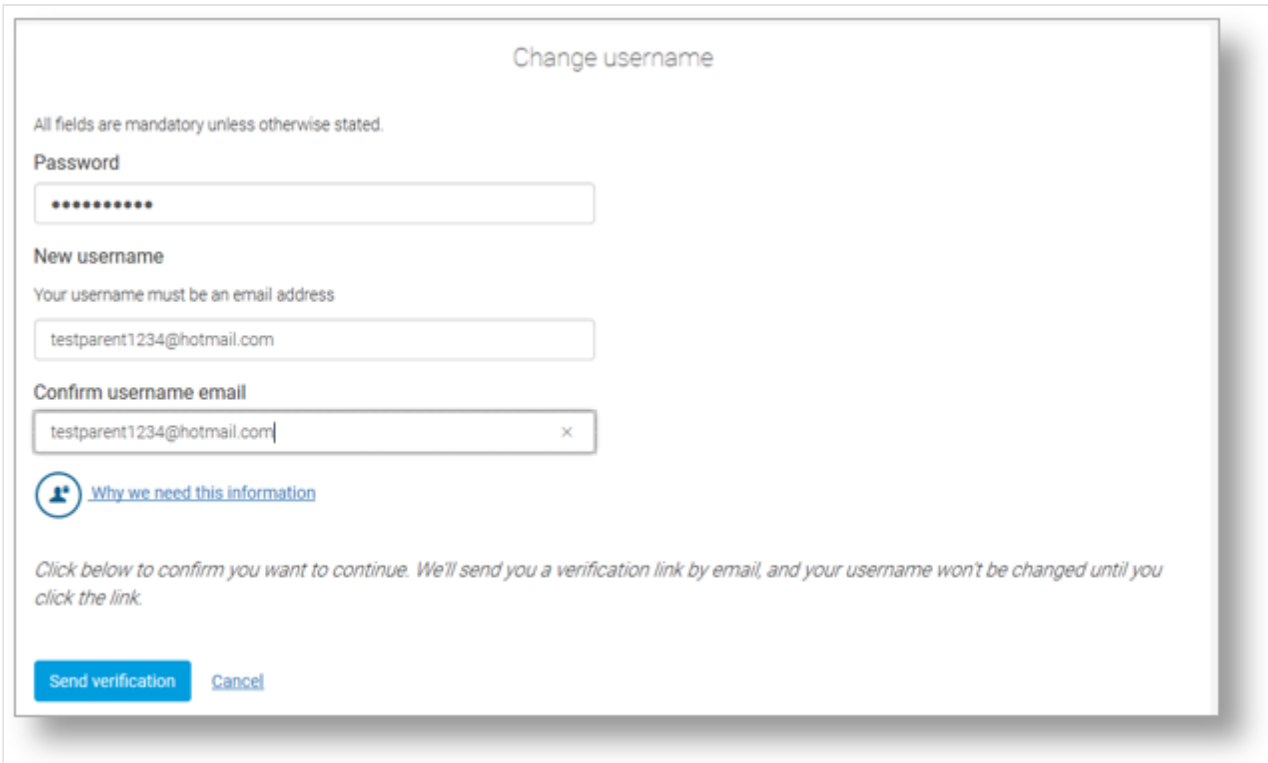 Change username
All fields are mandatory unless otherwise stated.
Password
••••••••••
New username
Your username must be an email address
testparent1234@hotmail.com
Confirm username email
testparent1234@hotmail.com
Why we need this information
Click below to confirm you want to continue. We'll send you a verification link by email, and your username won't be changed until you
click the link.
Send verification Cancel